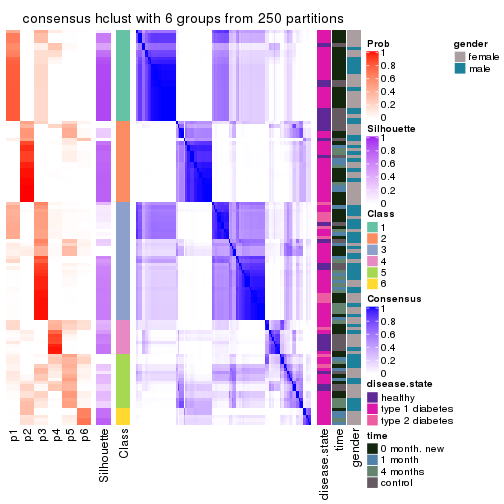 consensus hclust with 6 groups from 250 partitions
p1
p2
p3
p4
p5
p6
Silhouette
Class
disease.state
time
gender
Prob
1
0.8
0.6
0.4
0.2
0
Silhouette
1
0.8
0.6
0.4
0.2
0
Class
1
2
3
4
5
6
Consensus
1
0.8
0.6
0.4
0.2
0
disease.state
healthy
type 1 diabetes
type 2 diabetes
time
0 month. new
1 month
4 months
control
gender
female
male